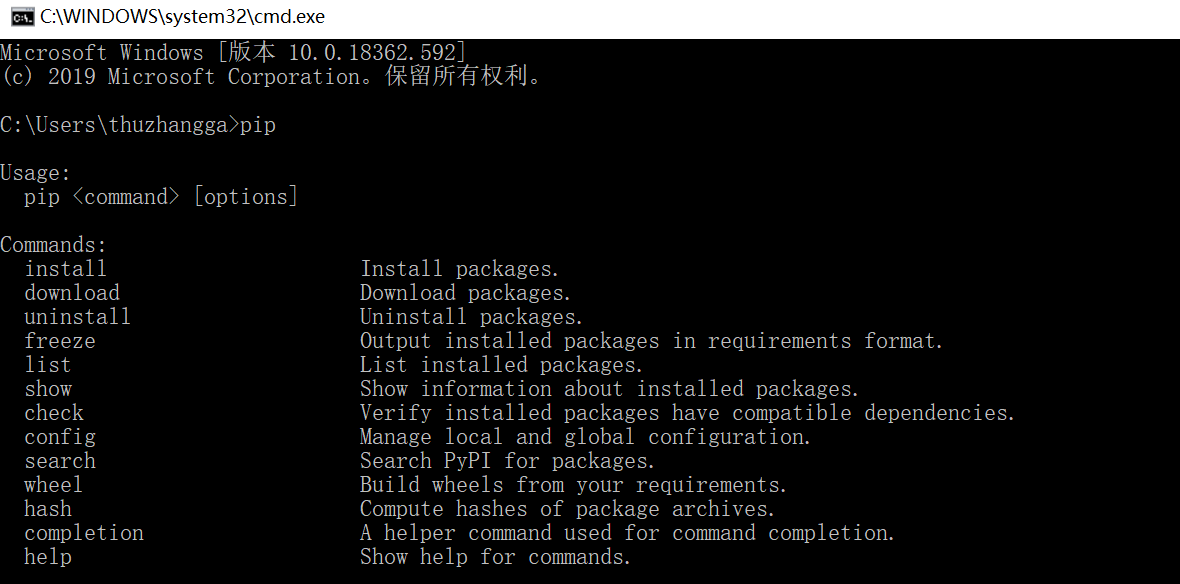 C:\WINDOWS\system32\cmd.exe
Microsoft Windows [版本 10.0.18362.592]
(c) 2019 Microsoft Corporation。保留所有权利。
C:\Users\thuzhangga>pip
Usage:
  pip <command> [options]
Commands:
  install                     Install packages.
  download                    Download packages.
  uninstall                   Uninstall packages.
  freeze                      Output installed packages in requirements format.
  list                        List installed packages.
  show                        Show information about installed packages.
  check                       Verify installed packages have compatible dependencies.
  config                      Manage local and global configuration.
  search                      Search PyPI for packages.
  wheel                       Build wheels from your requirements.
  hash                        Compute hashes of package archives.
  completion                  A helper command used for command completion.
  help                        Show help for commands.